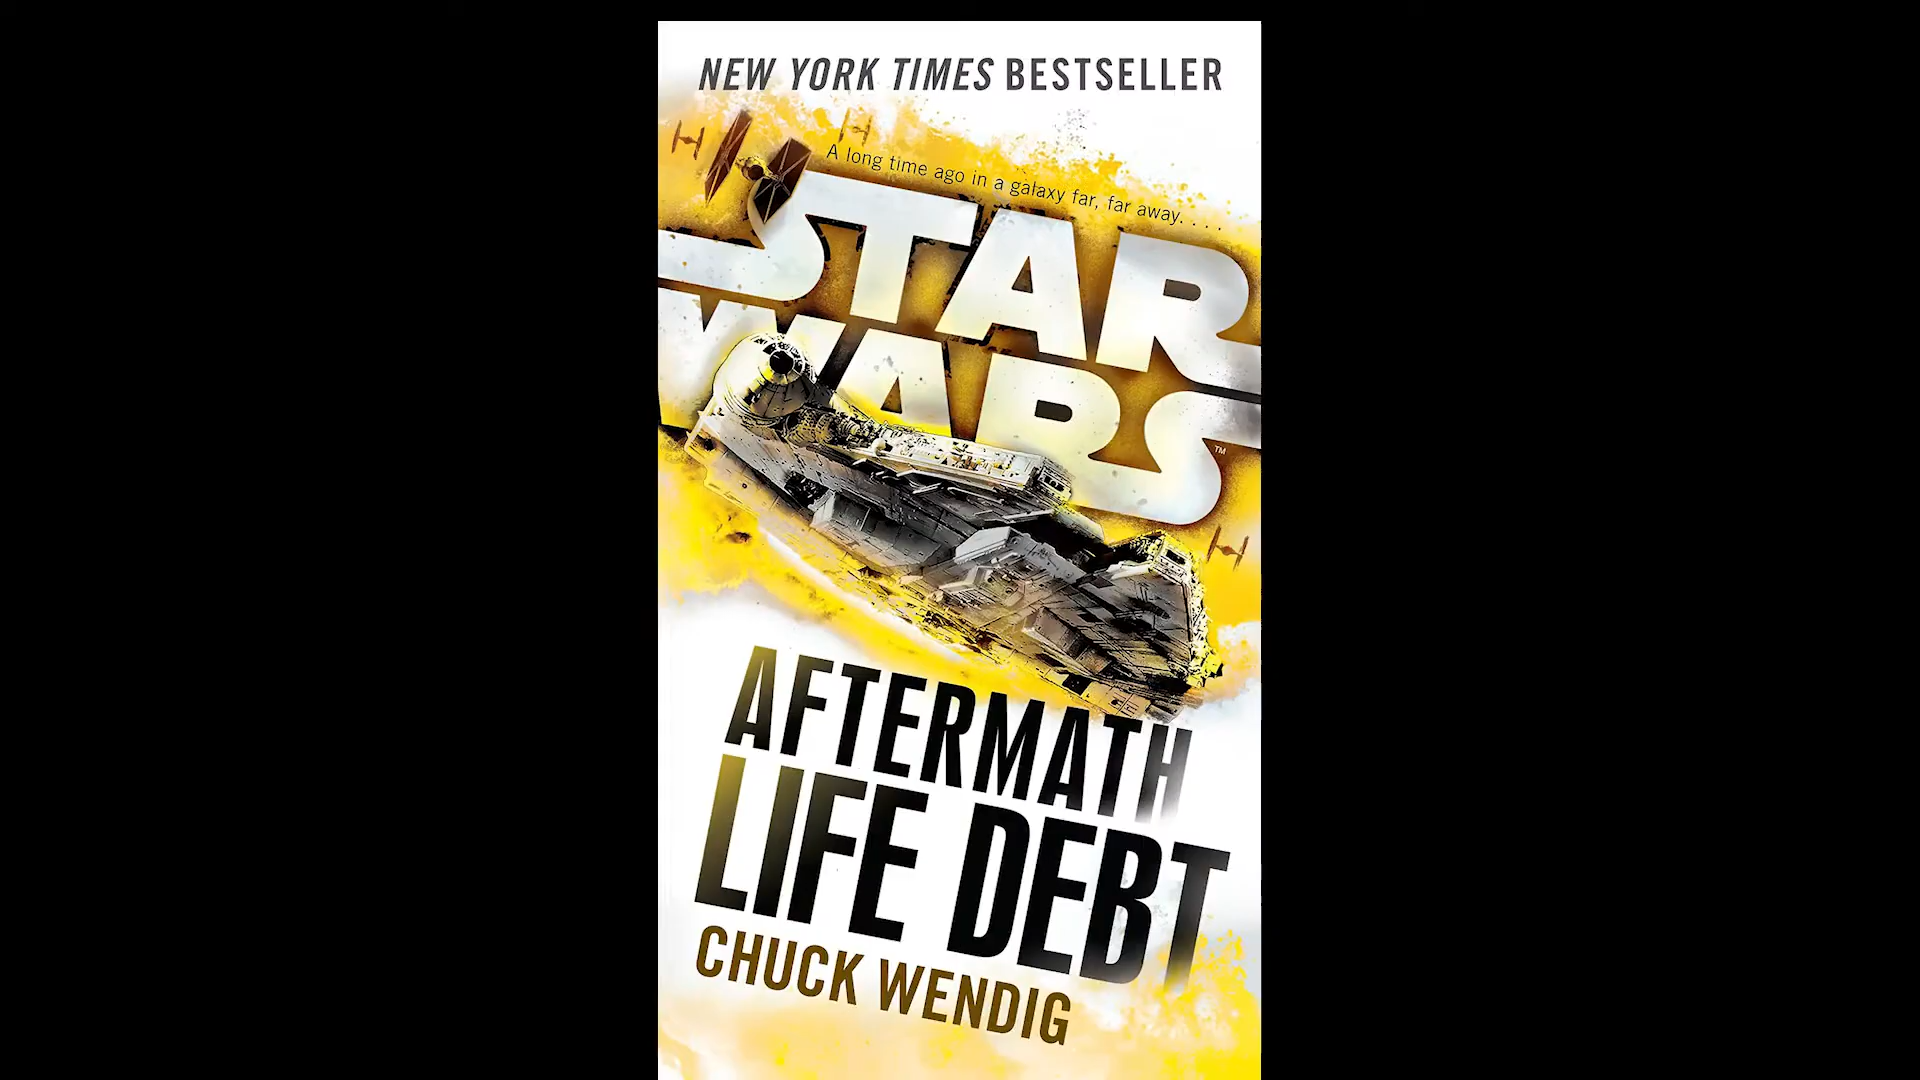 NEW YORK TIMES BESTSELLER
A long time ago in a galaxy far, far away. . . .
STAR
WARS
™
AFTERMATH
LIFE DEBT
CHUCK WENDIG